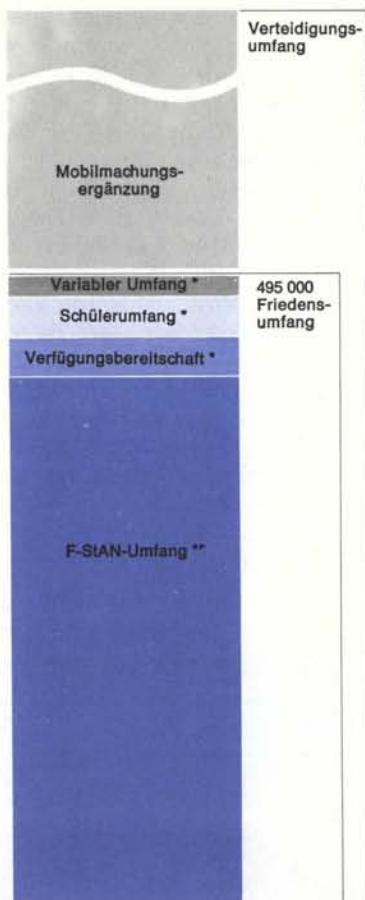 Verteidigungs-
umfang
Mobilmachungs-
ergänzung
Variabler Umfang *
495 000
Friedens-
umfang
Schülerumfang *
Verfügungsbereitschaft *
F-StAN-Umfang **